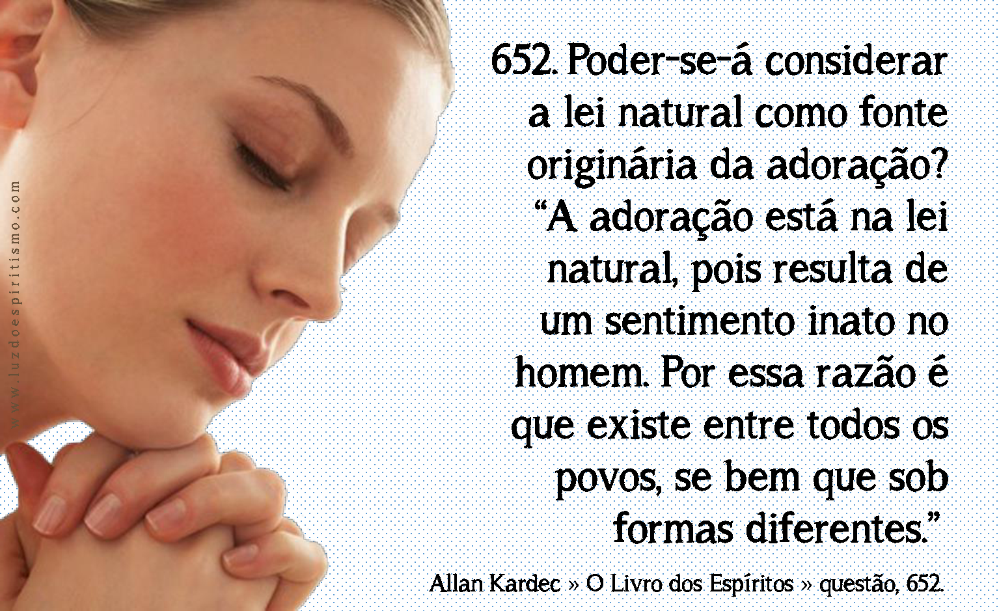 652. Poder-se-á considerar
a lei natural como fonte
originária da adoração?
“A adoração está na lei
natural, pois resulta de
um sentimento inato no
homem. Por essa razão é
que existe entre todos os
povos, se bem que sob
formas diferentes.”
Allan Kardec » O Livro dos Espíritos » questão, 652.
www.luzdoespiritismo.com